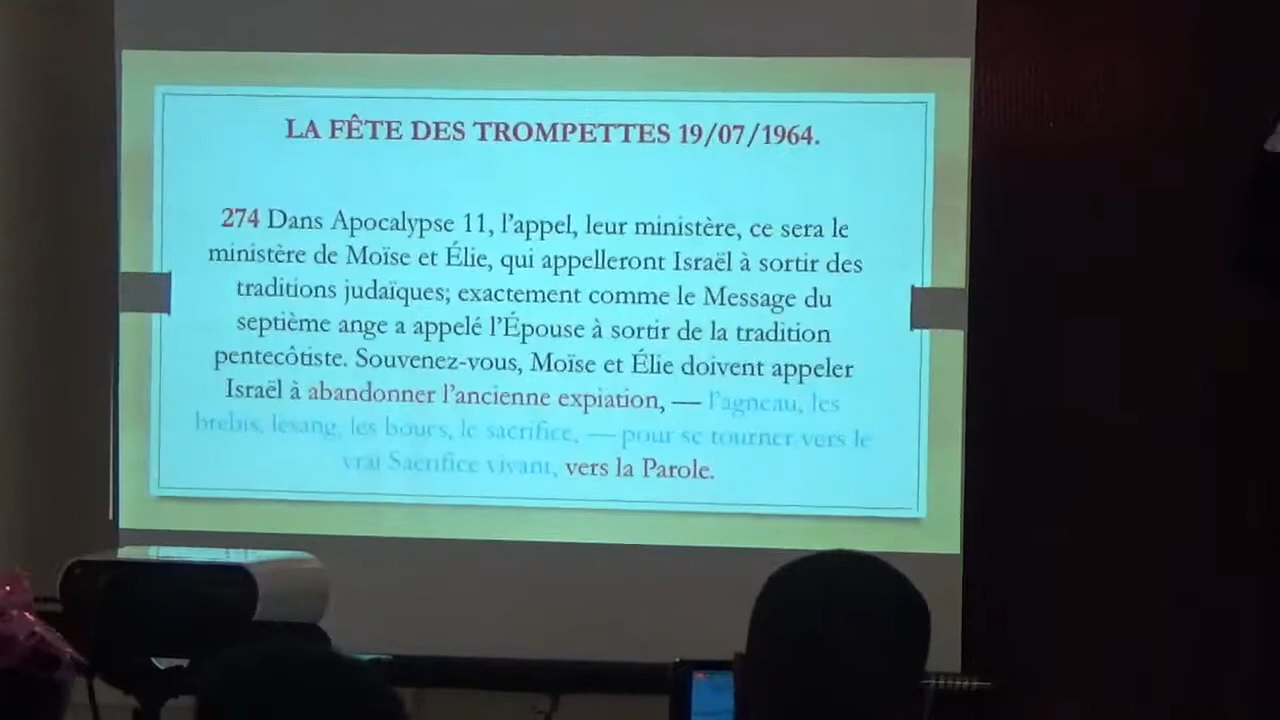 LA FÊTE DES TROMPETTES 19/07/1964.
274 Dans Apocalypse 11, l'appel, leur ministère, ce sera le
ministère de Moïse et Élie, qui appelleront Israël à sortir des
traditions judaïques; exactement comme le Message du
septième ange a appelé l'Épouse à sortir de la tradition
pentecôtiste. Souvenez-vous, Moïse et Élie doivent appeler
Israël à abandonner l'ancienne expiation, — l'agneau, les
brebis, lesang, les boucs, le sacrifice, — pour se tourner vers le
vrai Sacrifice vivant, vers la Parole.